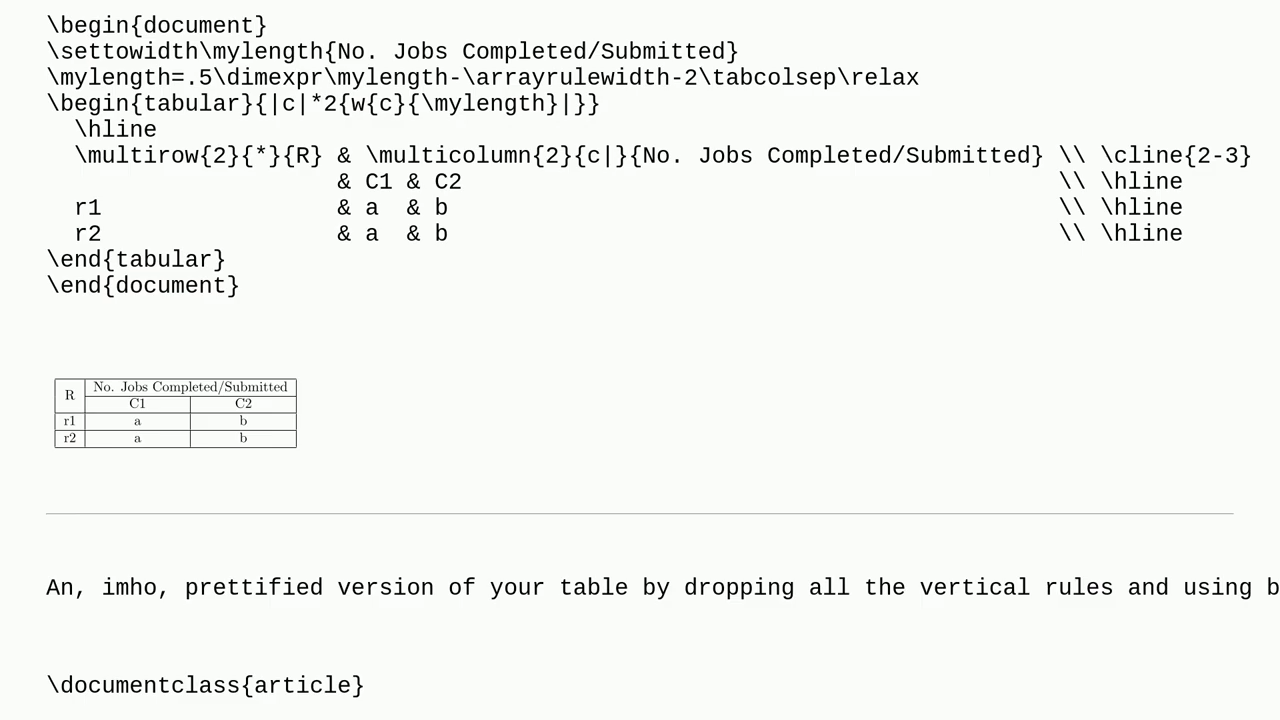 \begin{document}
\settowidth\mylength{No. Jobs Completed/Submitted}
\mylength=.5\dimexpr\mylength-\arrayrulewidth-2\tabcolsep\relax
\begin{tabular}{|c|*2{w{c}{\mylength}|}}
  \hline
  \multirow{2}{*}{R} & \multicolumn{2}{c|}{No. Jobs Completed/Submitted} \\ \cline{2-3}
                     & C1 & C2                                           \\ \hline
  r1                 & a  & b                                            \\ \hline
  r2                 & a  & b                                            \\ \hline
\end{tabular}
\end{document}
R No. Jobs Completed/Submitted
C1 C2
r1 a b
r2 a b
An, imho, prettified version of your table by dropping all the vertical rules and using b
\documentclass{article}